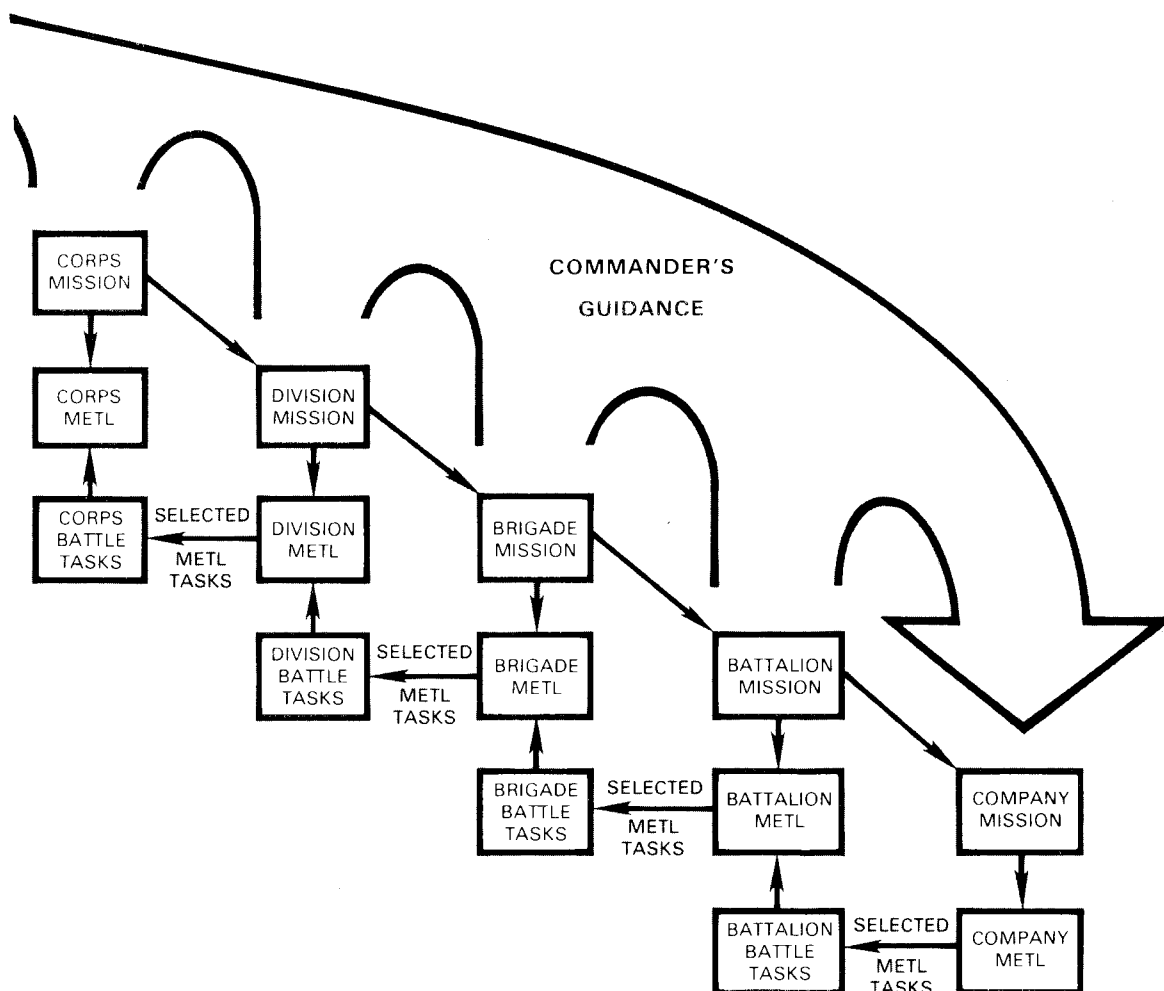 COMMANDER'S
GUIDANCE
CORPS
MISSION
CORPS
METL
DIVISION
MISSION
CORPS
BATTLE
TASKS
SELECTED
METL
TASKS
DIVISION
METL
BRIGADE
MISSION
DIVISION
BATTLE
TASKS
SELECTED
METL
TASKS
BRIGADE
METL
BATTALION
MISSION
BRIGADE
BATTLE
TASKS
SELECTED
METL
TASKS
BATTALION
METL
COMPANY
MISSION
BATTALION
BATTLE
TASKS
SELECTED
METL
TASKS
COMPANY
METL